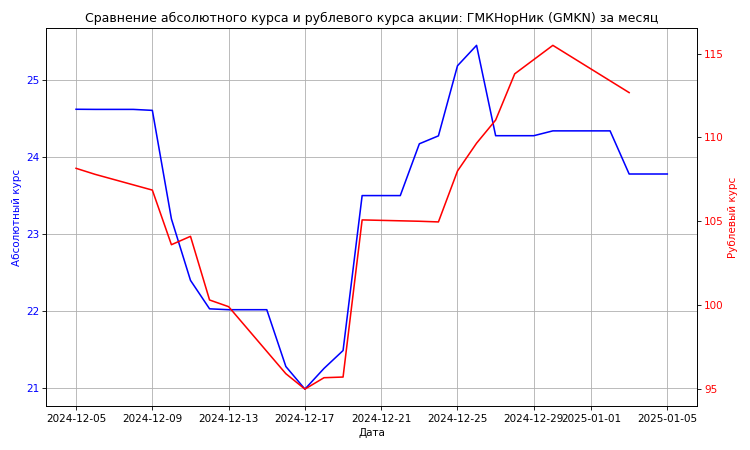 Сравнение абсолютного курса и рублевого курса акции: ГМКНорНик (GMKN) за месяц
25
24
23
22
21
Абсолютный курс
115
110
105
100
95
Рублевый курс
2024-12-05 2024-12-09 2024-12-13 2024-12-17 2024-12-21 2024-12-25 2024-12-29 2025-01-01 2025-01-05
Дата